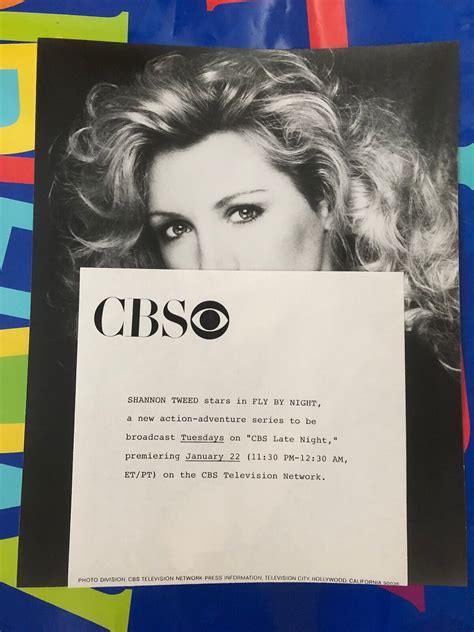 CBS
SHANNON TWEED stars in FLY BY NIGHT,
a new action-adventure series to be
broadcast Tuesdays on "CBS Late Night,"
premiering January 22 (11:30 PM-12:30 AM,
ET/PT) on the CBS Television Network.
PHOTO DIVISION, CBS TELEVISION NETWORK PRESS INFORMATION, TELEVISION CITY, HOLLYWOOD, CALIFORNIA